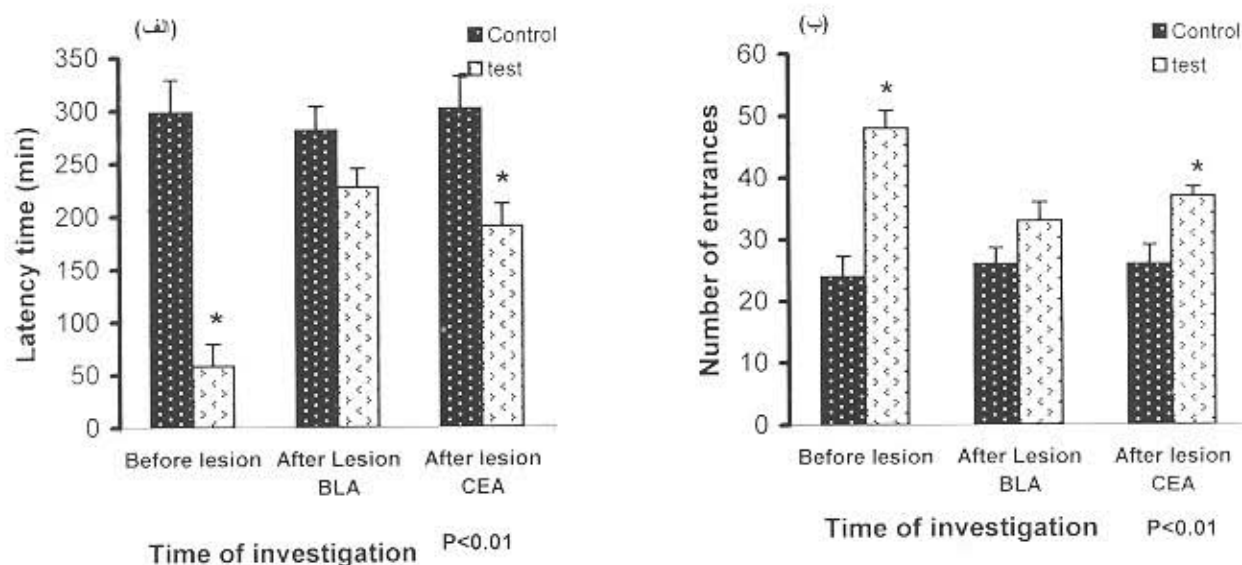 (الف)
Control
test
350
300
250
200
150
100
50
0
Latency time (min)
*
*
Before lesion
After Lesion BLA
After lesion CEA
Time of investigation
P<0.01
(ب)
Control
test
60
50
40
30
20
10
0
Number of entrances
*
*
Before lesion
After Lesion BLA
After lesion CEA
Time of investigation
P<0.01